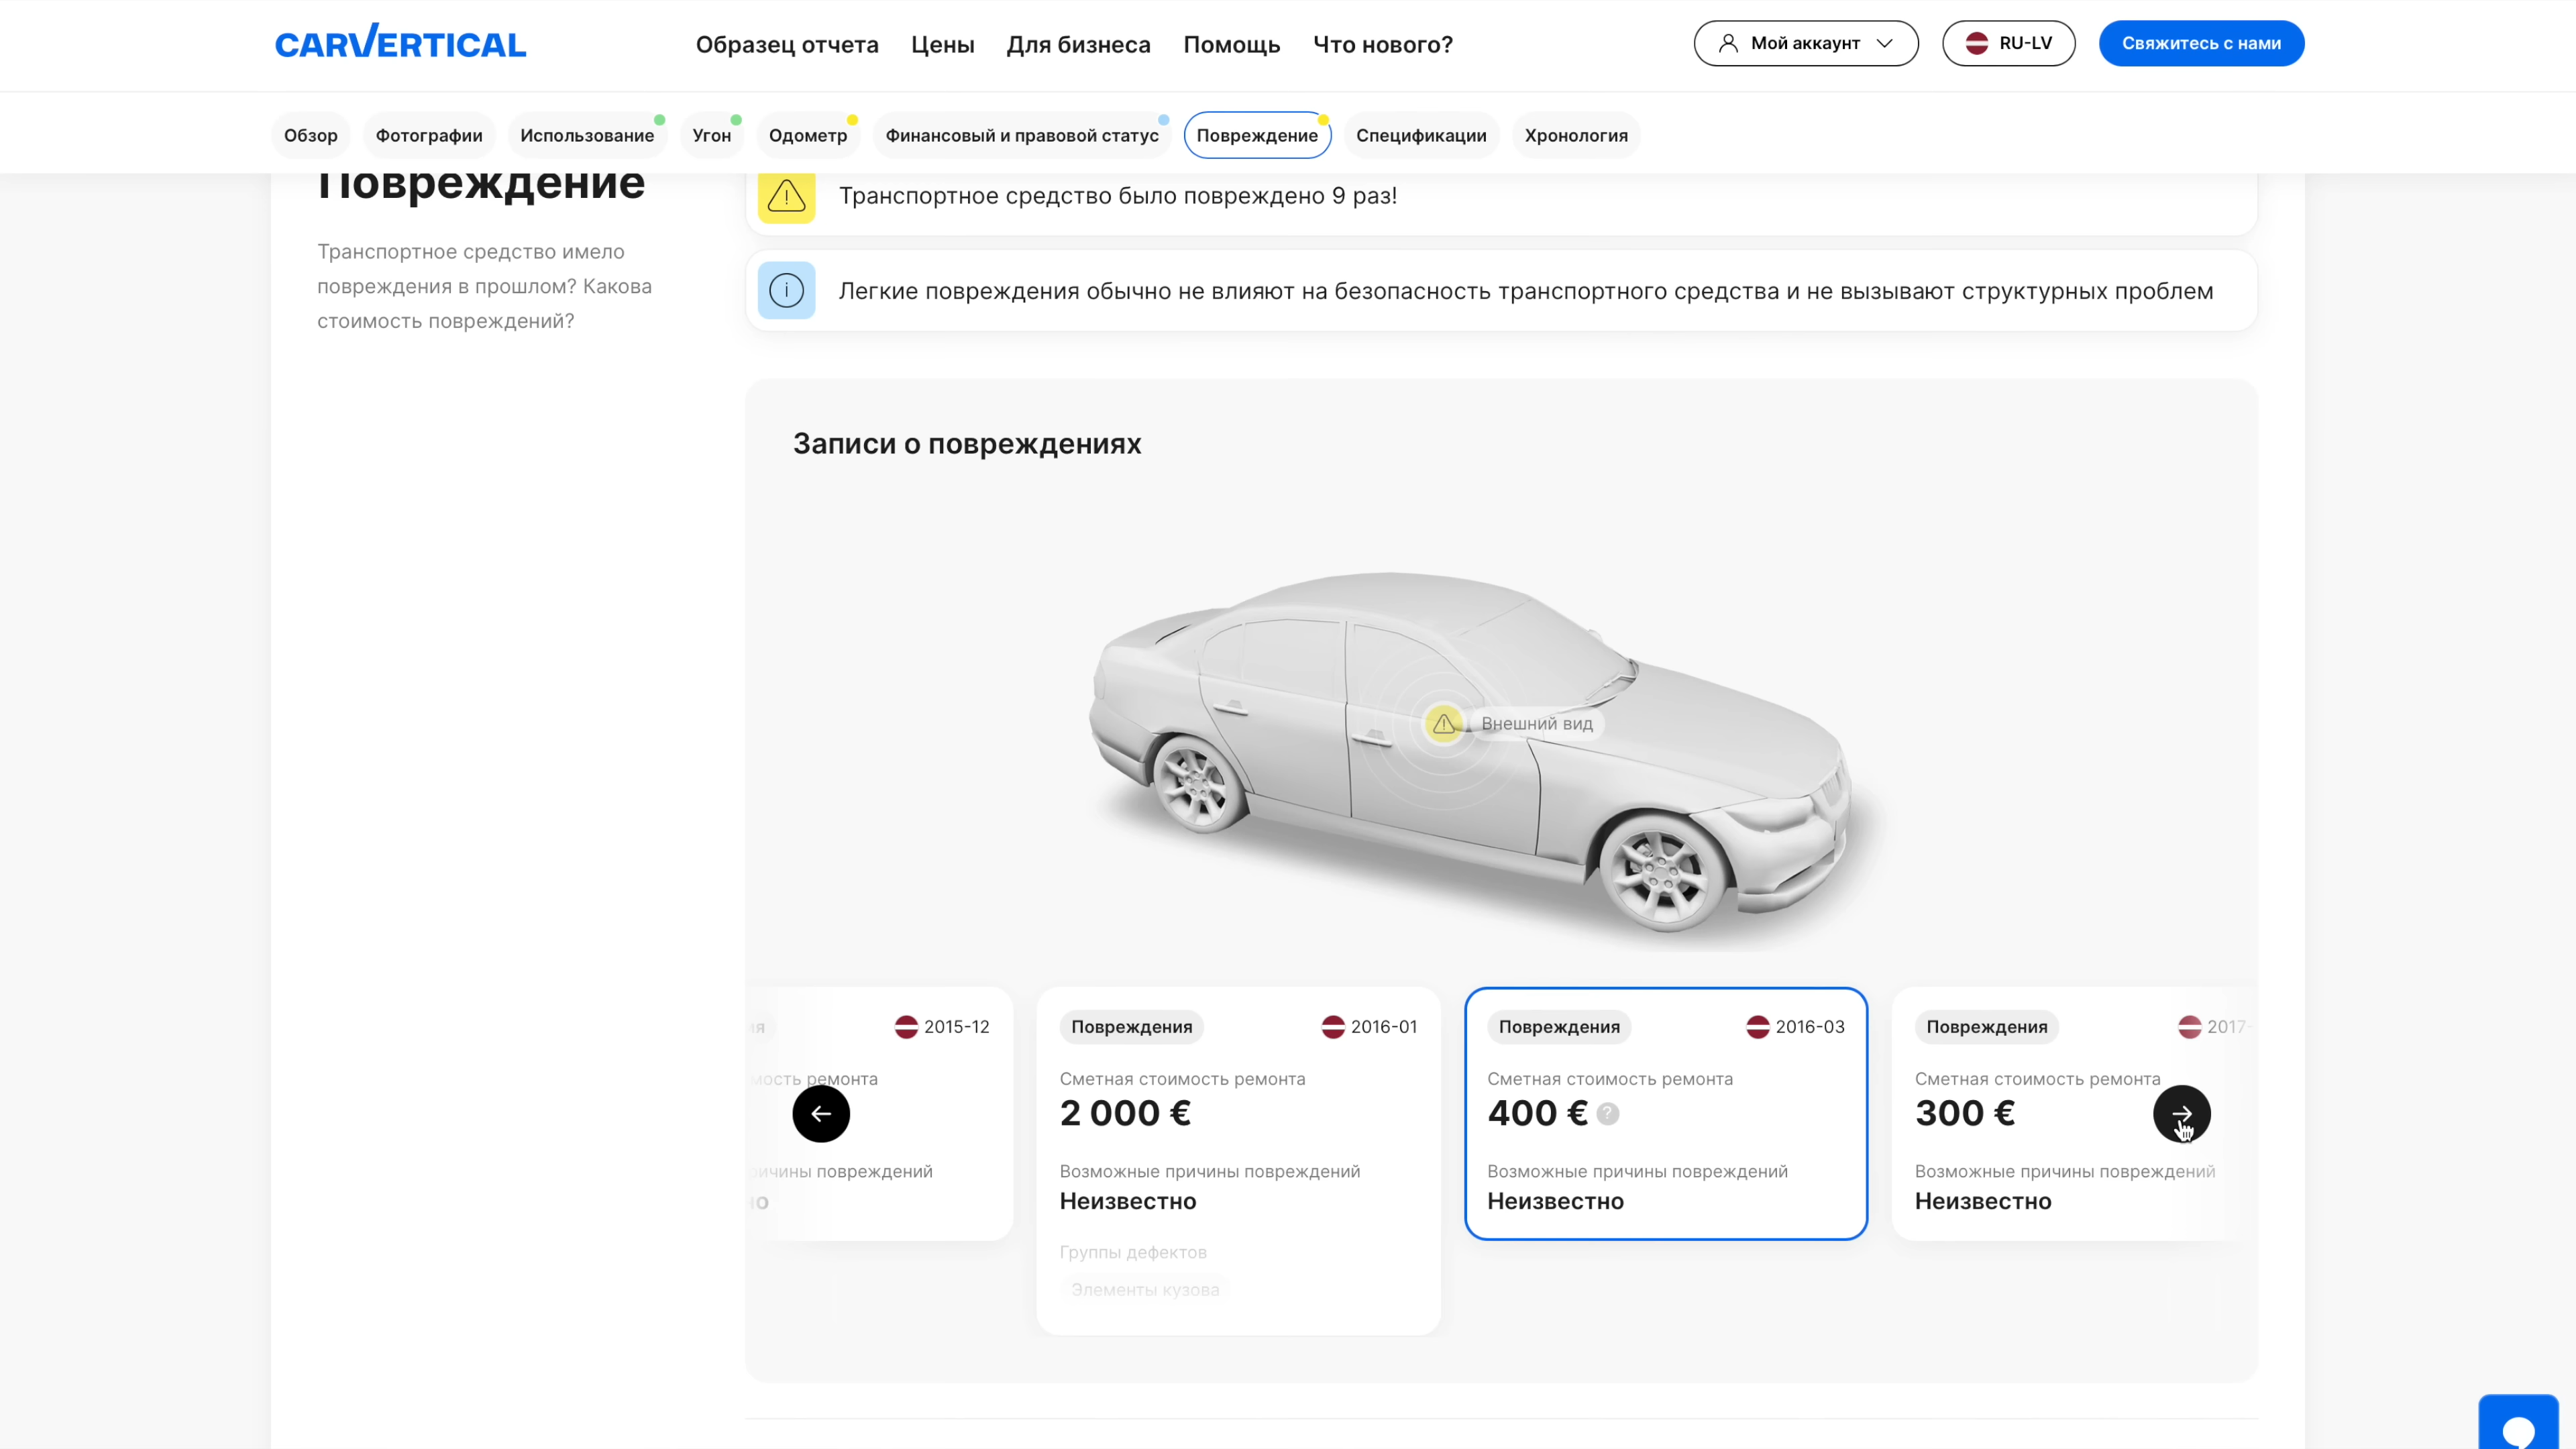 CARVERTICAL
Образец отчета
Цены
Для бизнеса
Помощь
Что нового?
Мой аккаунт
RU-LV
Свяжитесь с нами
Обзор
Фотографии
Использование
Угон
Одометр
Финансовый и правовой статус
Повреждение
Спецификации
Хронология
Повреждение
Транспортное средство имело
повреждения в прошлом? Какова
стоимость повреждений?
Транспортное средство было повреждено 9 раз!
Легкие повреждения обычно не влияют на безопасность транспортного средства и не вызывают структурных проблем
Записи о повреждениях
Внешний вид
2015-12
ремонта
повреждений
Повреждения
2016-01
Сметная стоимость ремонта
2 000 €
Возможные причины повреждений
Неизвестно
Группы дефектов
Элементы кузова
Повреждения
2016-03
Сметная стоимость ремонта
400 € ?
Возможные причины повреждений
Неизвестно
Повреждения
2017-
Сметная стоимость ремонта
300 €
Возможные причины повреждений
Неизвестно